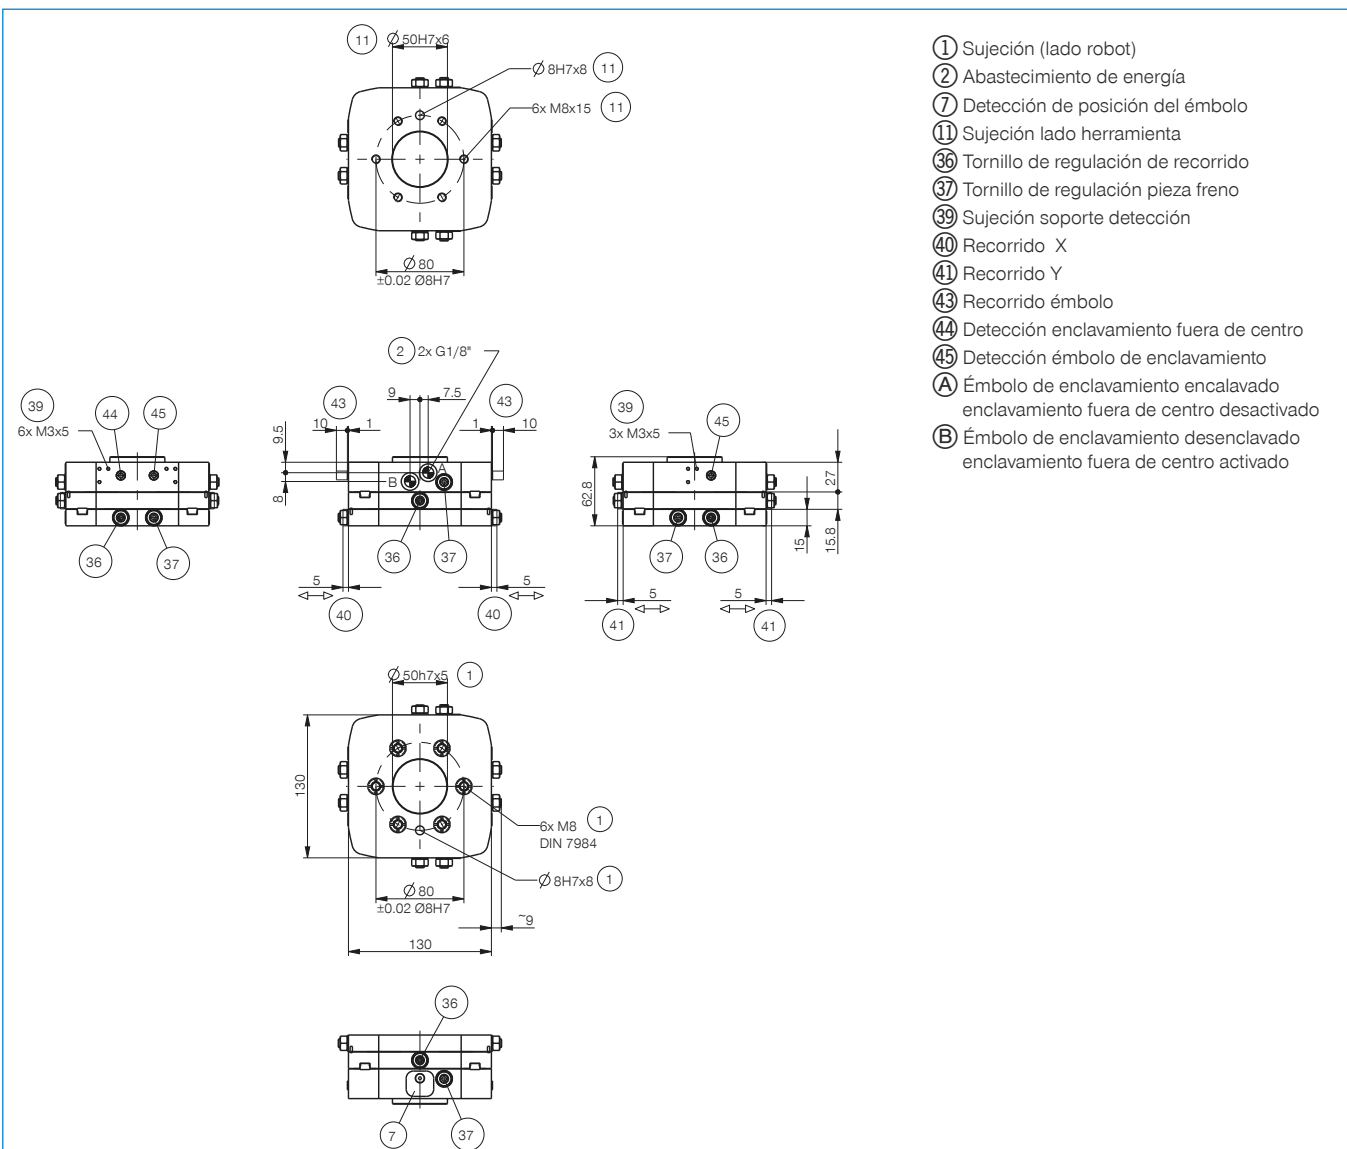 11 Ø 50H7x6
Ø 8H7x8 11
6x M8x15 11
Ø 80
±0.02 Ø8H7
1 Sujeción (lado robot)
2 Abastecimiento de energía
7 Detección de posición del émbolo
11 Sujeción lado herramienta
36 Tornillo de regulación de recorrido
37 Tornillo de regulación pieza freno
39 Sujeción soporte detección
40 Recorrido X
41 Recorrido Y
43 Recorrido émbolo
44 Detección enclavamiento fuera de centro
45 Detección émbolo de enclavamiento
A Émbolo de enclavamiento encalavado
enclavamiento fuera de centro desactivado
B Émbolo de enclavamiento desenclavado
enclavamiento fuera de centro activado
39
6x M3x5
44
45
36
37
2 2x G1/8"
43
9
7.5
43
10
1
1
10
9.5
8
A
B
36
37
5
5
40
40
39
3x M3x5
45
62.8
27
15
15.8
37
36
5
5
41
41
Ø 50h7x5 1
130
6x M8 1
DIN 7984
Ø 8H7x8 1
Ø 80
±0.02 Ø8H7
~9
130
36
7
37